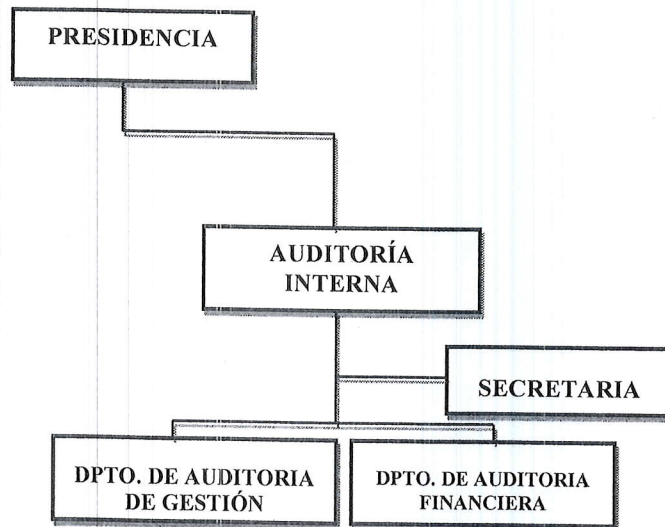 PRESIDENCIA
AUDITORÍA
INTERNA
SECRETARIA
DPTO. DE AUDITORIA
DE GESTIÓN
DPTO. DE AUDITORIA
FINANCIERA